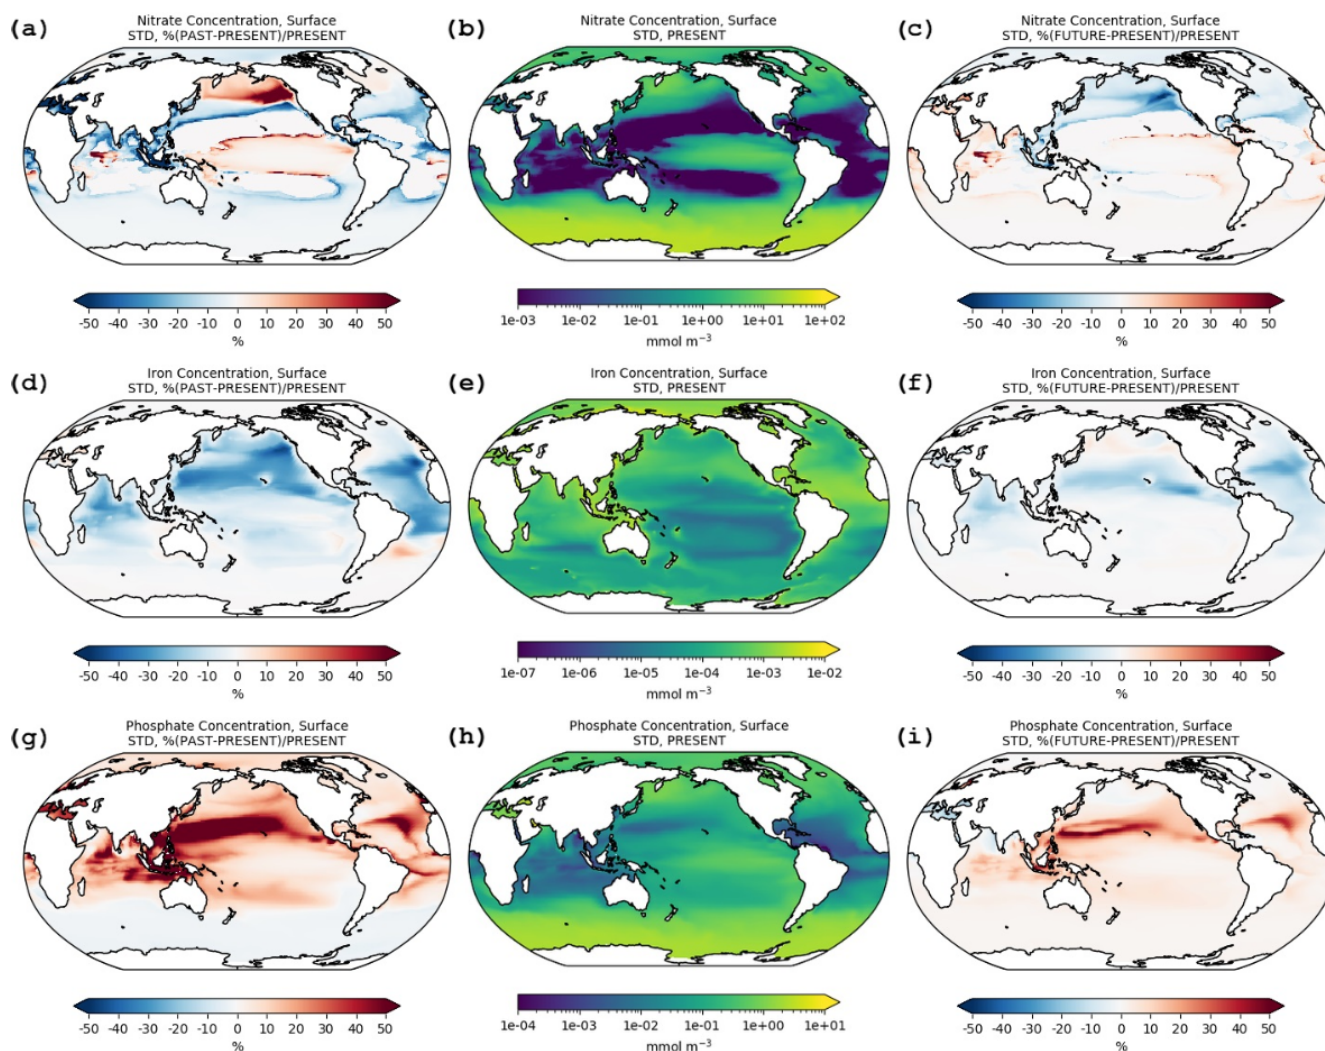 (a) Nitrate Concentration, Surface
STD, %(PAST-PRESENT)/PRESENT
(b) Nitrate Concentration, Surface
STD, PRESENT
(c) Nitrate Concentration, Surface
STD, %(FUTURE-PRESENT)/PRESENT
-50 -40 -30 -20 -10 0 10 20 30 40 50
%
1e-03 1e-02 1e-01 1e+00 1e+01 1e+02
mmol m⁻³
-50 -40 -30 -20 -10 0 10 20 30 40 50
%
(d) Iron Concentration, Surface
STD, %(PAST-PRESENT)/PRESENT
(e) Iron Concentration, Surface
STD, PRESENT
(f) Iron Concentration, Surface
STD, %(FUTURE-PRESENT)/PRESENT
-50 -40 -30 -20 -10 0 10 20 30 40 50
%
1e-07 1e-06 1e-05 1e-04 1e-03 1e-02
mmol m⁻³
-50 -40 -30 -20 -10 0 10 20 30 40 50
%
(g) Phosphate Concentration, Surface
STD, %(PAST-PRESENT)/PRESENT
(h) Phosphate Concentration, Surface
STD, PRESENT
(i) Phosphate Concentration, Surface
STD, %(FUTURE-PRESENT)/PRESENT
-50 -40 -30 -20 -10 0 10 20 30 40 50
%
1e-04 1e-03 1e-02 1e-01 1e+00 1e+01
mmol m⁻³
-50 -40 -30 -20 -10 0 10 20 30 40 50
%